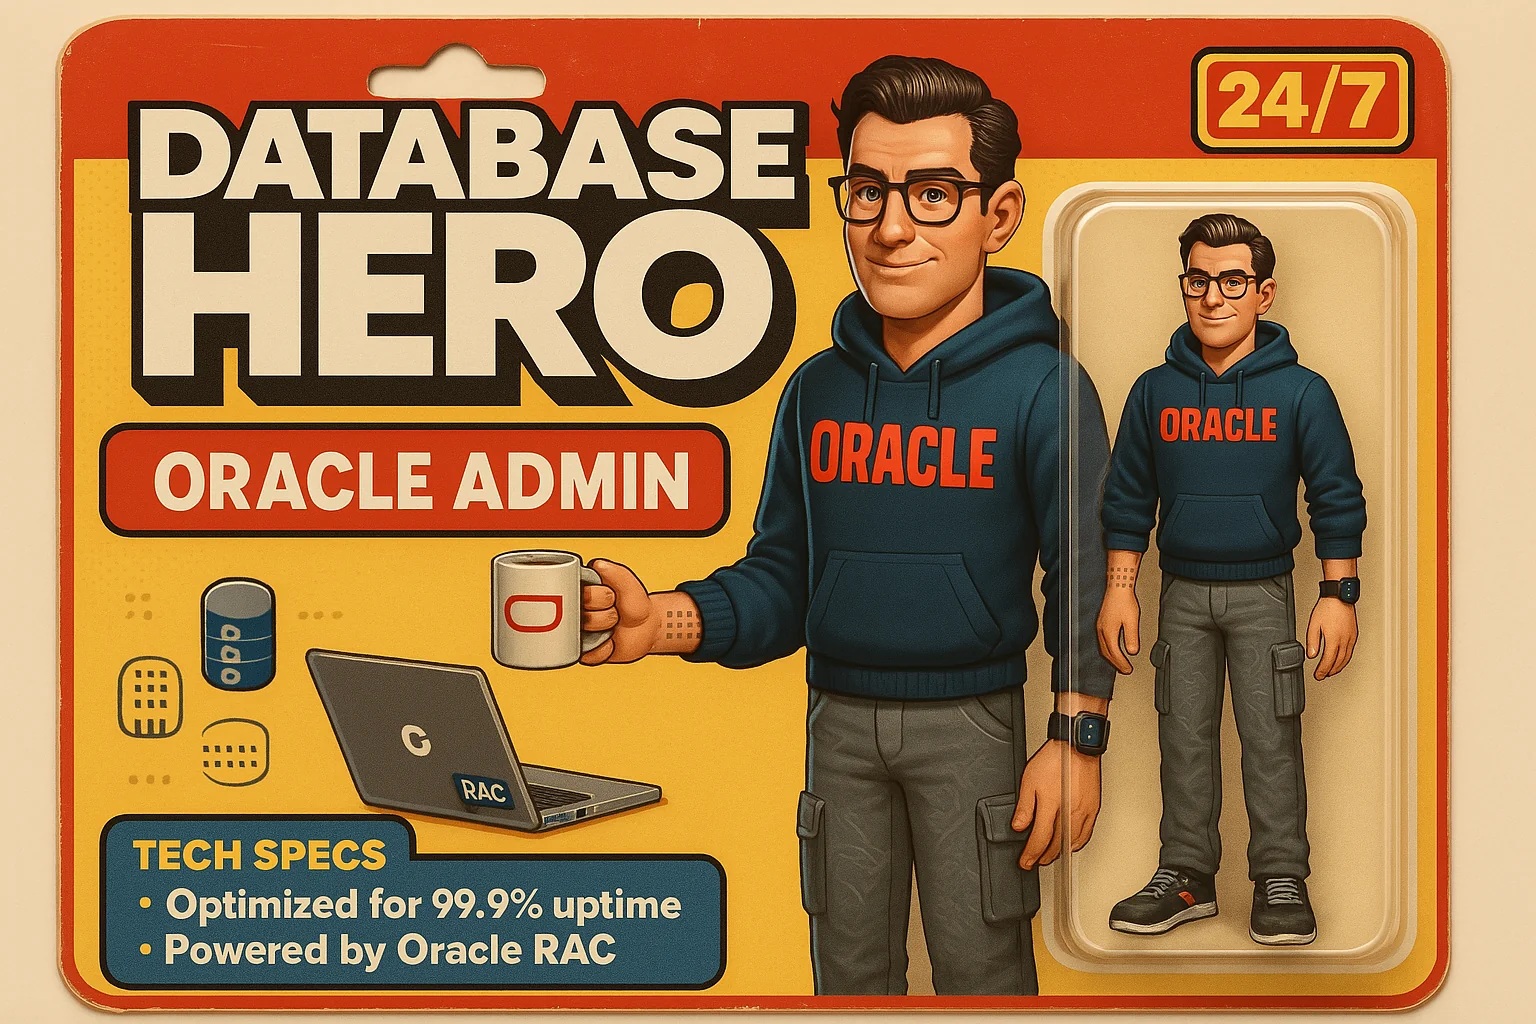 DATABASE
HERO
24/7
ORACLE ADMIN
ORACLE
ORACLE
RAC
TECH SPECS
• Optimized for 99.9% uptime
• Powered by Oracle RAC